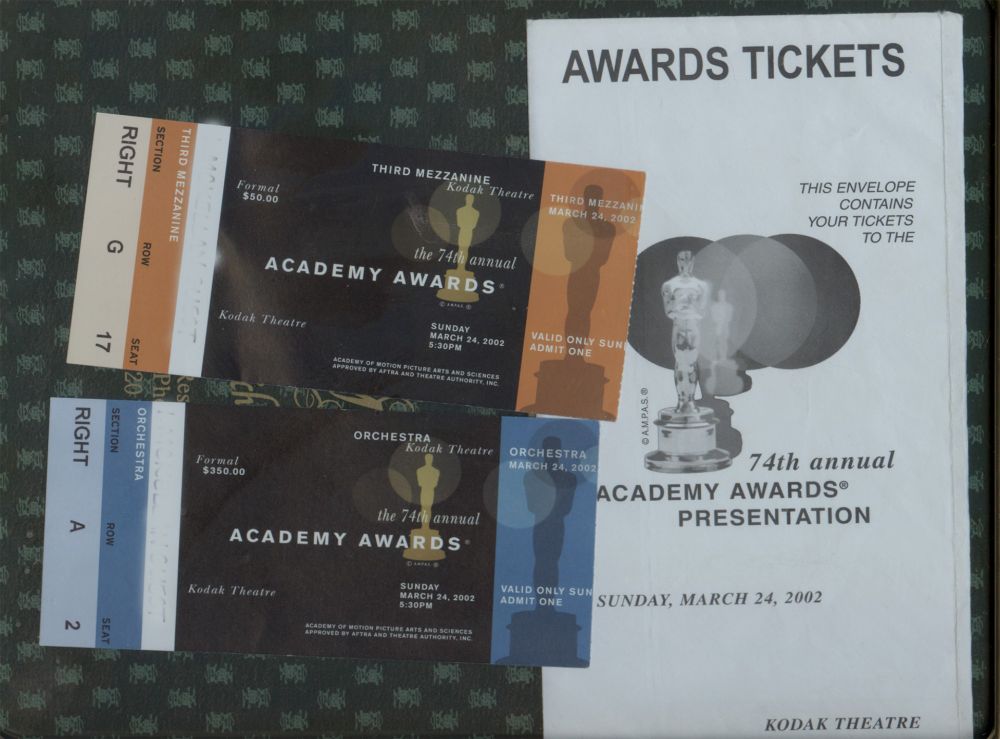 AWARDS TICKETS
THIS ENVELOPE
CONTAINS
YOUR TICKETS
TO THE
© A.M.P.A.S. ®
74th annual
ACADEMY AWARDS®
PRESENTATION
SUNDAY, MARCH 24, 2002
KODAK THEATRE
RIGHT
SECTION
THIRD MEZZANINE
G
ROW
17
SEAT
THIRD MEZZANINE
Kodak Theatre
Formal
$50.00
the 74th annual
ACADEMY AWARDS®
© A.M.P.A.S. ®
Kodak Theatre
SUNDAY
MARCH 24, 2002
5:30PM
ACADEMY OF MOTION PICTURE ARTS AND SCIENCES
APPROVED BY AFTRA AND THEATRE AUTHORITY, INC.
THIRD MEZZANIN
MARCH 24, 2002
VALID ONLY SUN
ADMIT ONE
RIGHT
SECTION
ORCHESTRA
A
ROW
2
SEAT
ORCHESTRA
Kodak Theatre
Formal
$350.00
the 74th annual
ACADEMY AWARDS®
© A.M.P.A.S. ®
Kodak Theatre
SUNDAY
MARCH 24, 2002
5:30PM
ACADEMY OF MOTION PICTURE ARTS AND SCIENCES
APPROVED BY AFTRA AND THEATRE AUTHORITY, INC.
ORCHESTRA
MARCH 24, 2002
VALID ONLY SUN
ADMIT ONE